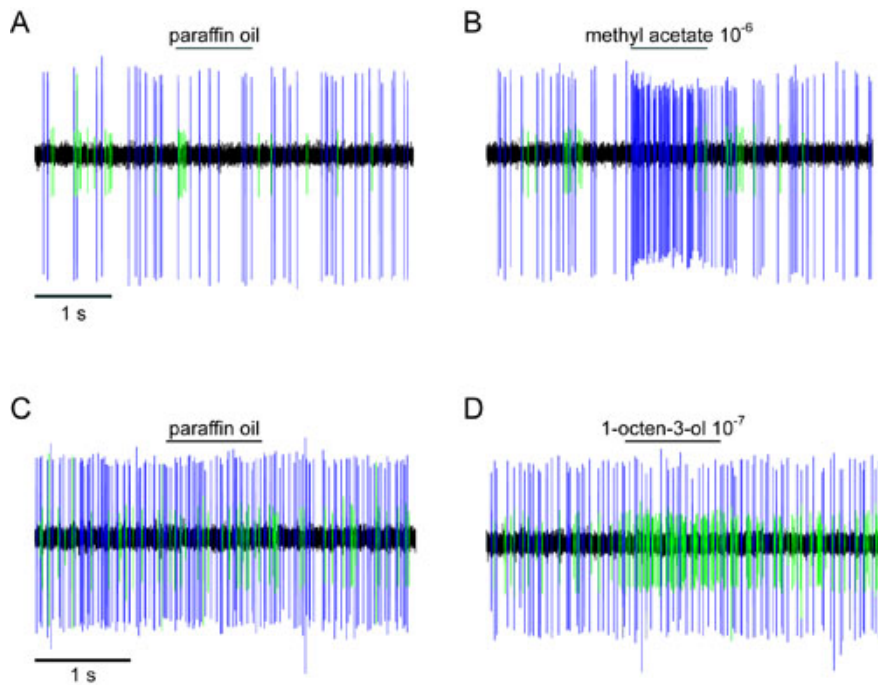 A
paraffin oil
B
methyl acetate 10⁻⁶
1 s
C
paraffin oil
D
1-octen-3-ol 10⁻⁷
1 s